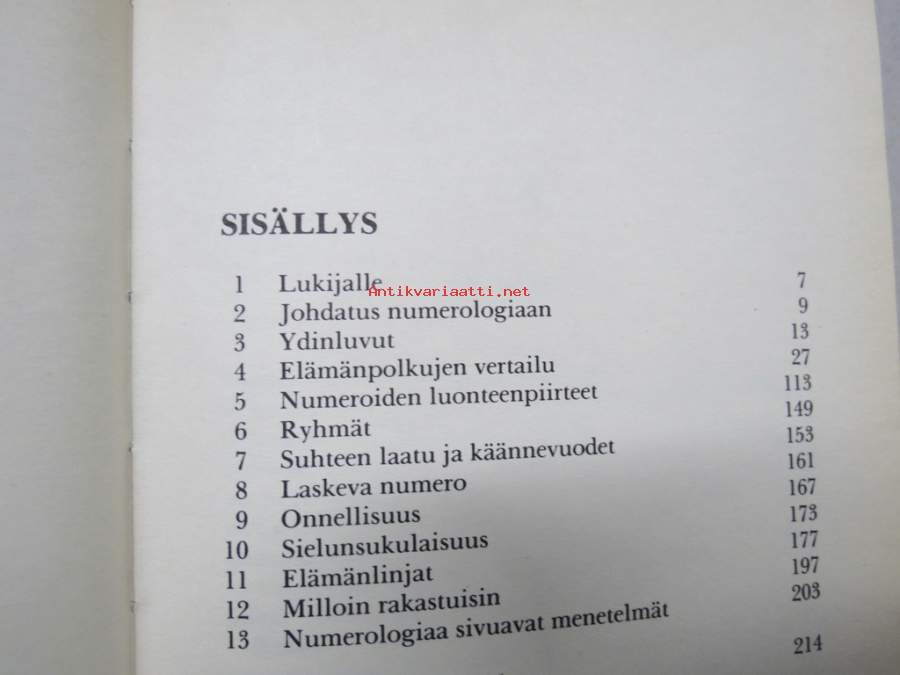 SISÄLLYS
1 Lukijalle 7
Antikvariaatti.net
2 Johdatus numerologiaan 9
3 Ydinluvut 13
4 Elämänpolkujen vertailu 27
5 Numeroiden luonteenpiirteet 113
6 Ryhmät 149
7 Suhteen laatu ja käännevuodet 153
8 Laskeva numero 161
9 Onnellisuus 167
10 Sielunsukulaisuus 173
11 Elämänlinjat 177
12 Milloin rakastuisin 197
13 Numerologiaa sivuavat menetelmät 203
214